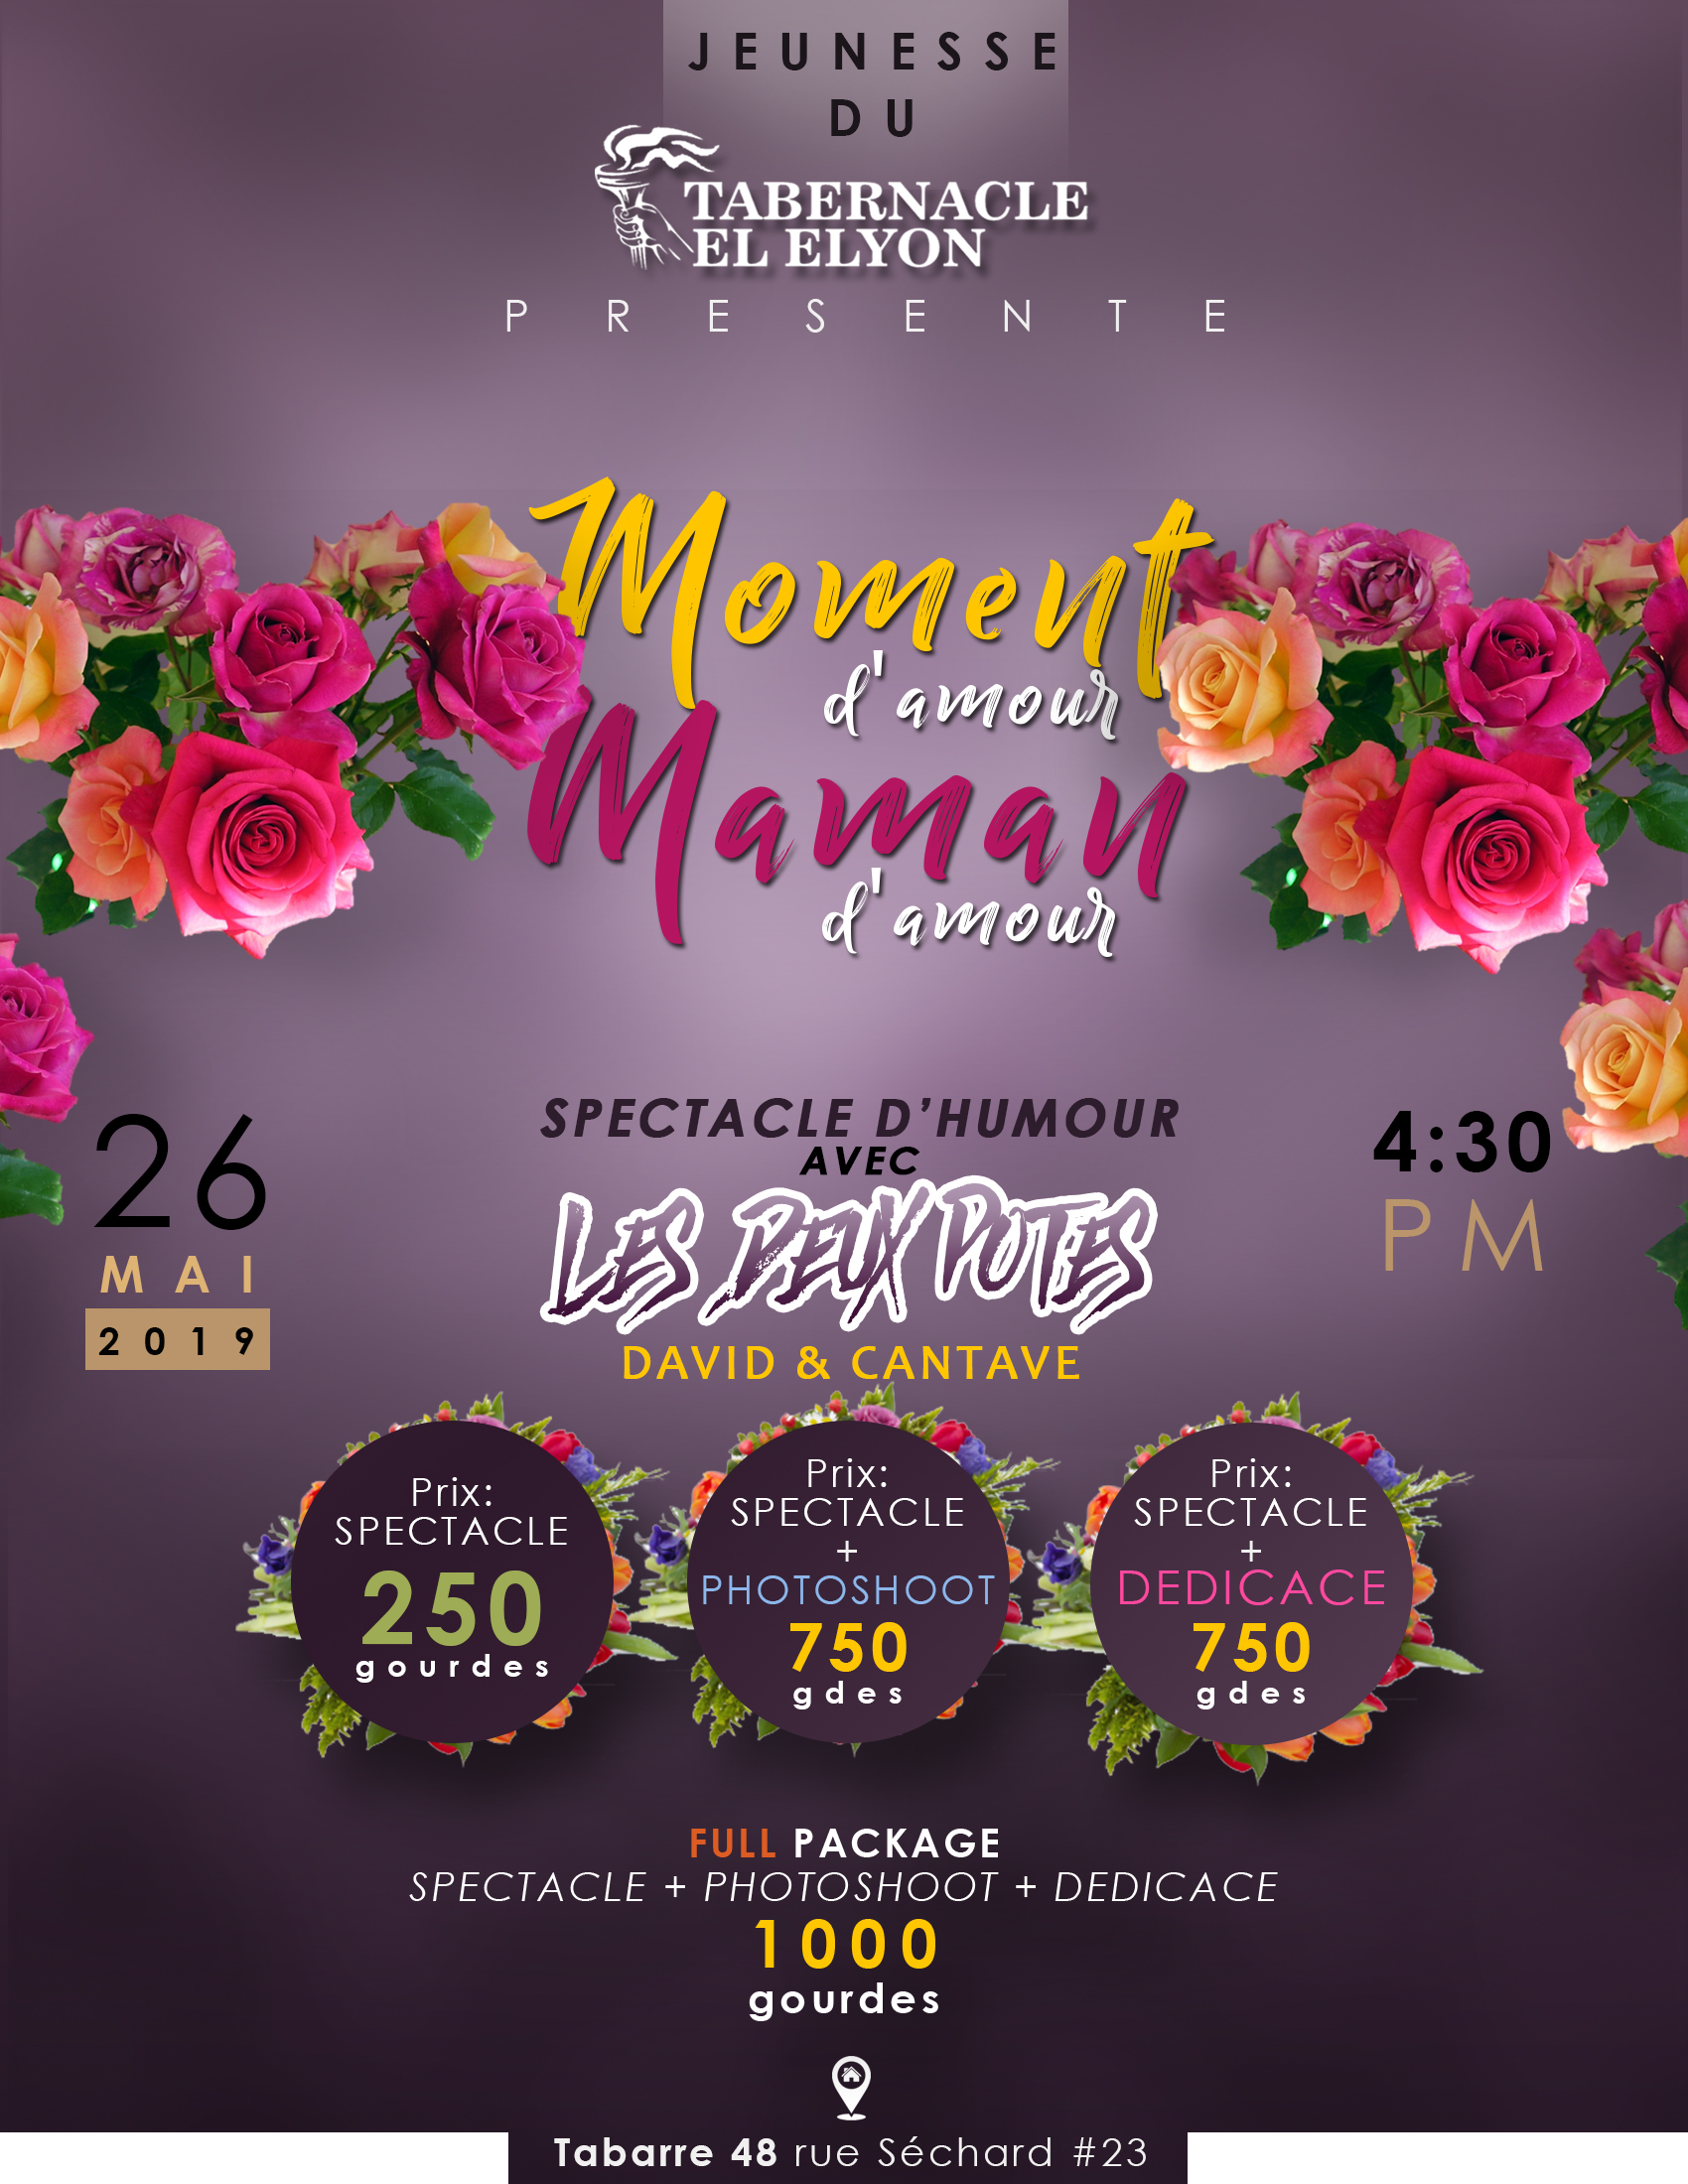 JEUNESSE
DU
TABERNACLE
EL ELYON
PRESENTE
Moment
d'amour
Maman
d'amour
26
MAI
2019
SPECTACLE D'HUMOUR
AVEC
LES DEUX POTES
DAVID & CANTAVE
4:30
PM
Prix:
SPECTACLE
250
gourdes
Prix:
SPECTACLE
+
PHOTOSHOOT
750
gdes
Prix:
SPECTACLE
+
DEDICACE
750
gdes
FULL PACKAGE
SPECTACLE + PHOTOSHOOT + DEDICACE
1000
gourdes
Tabarre 48 rue Séchard #23